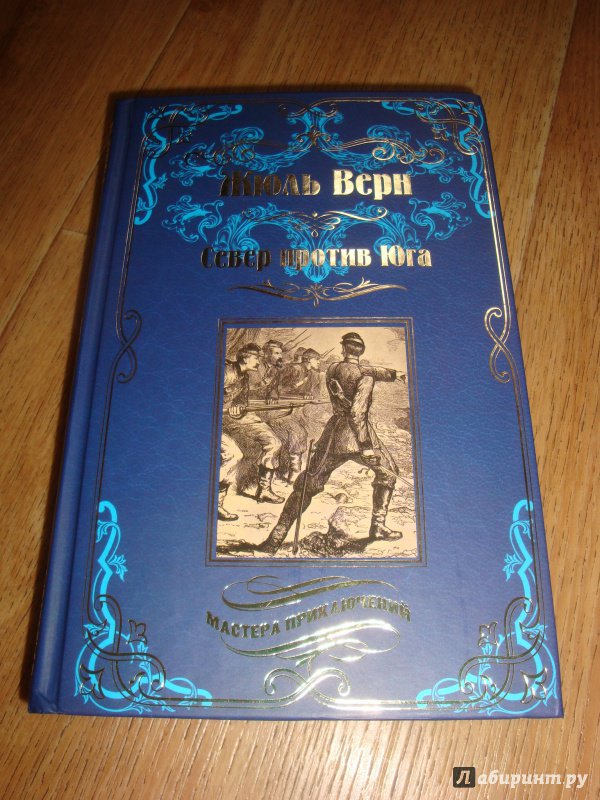 Жюль Верн
Север против Юга
МАСТЕРА ПРИКЛЮЧЕНИЙ
Лабиринт.ру